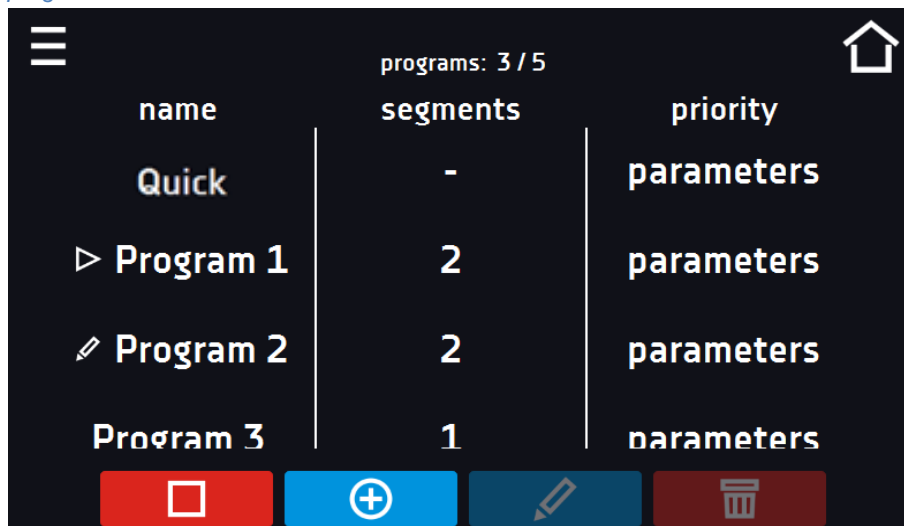 programs: 3 / 5
name segments priority
Quick - parameters
Program 1 2 parameters
Program 2 2 parameters
Program 3 1 parameters